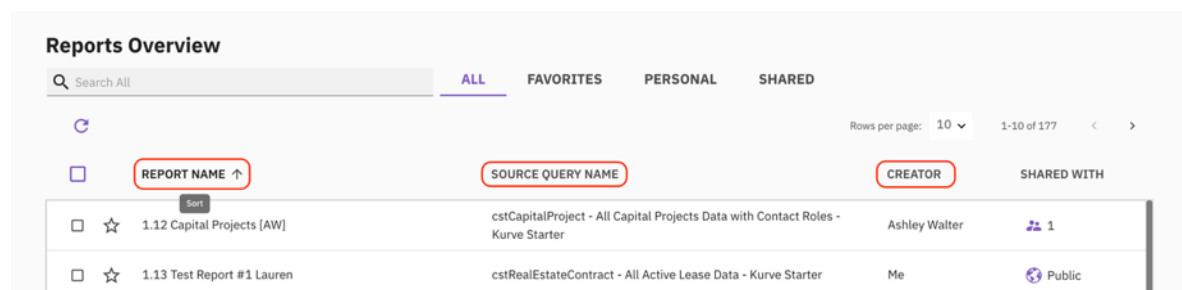 Reports Overview
Search All
ALL FAVORITES PERSONAL SHARED
Rows per page: 10 1-10 of 177
REPORT NAME ↑ SOURCE QUERY NAME CREATOR SHARED WITH
Sort
1.12 Capital Projects [AW] cstCapitalProject - All Capital Projects Data with Contact Roles - Ashley Walter 1
Kurve Starter
1.13 Test Report #1 Lauren cstRealEstateContract - All Active Lease Data - Kurve Starter Me Public